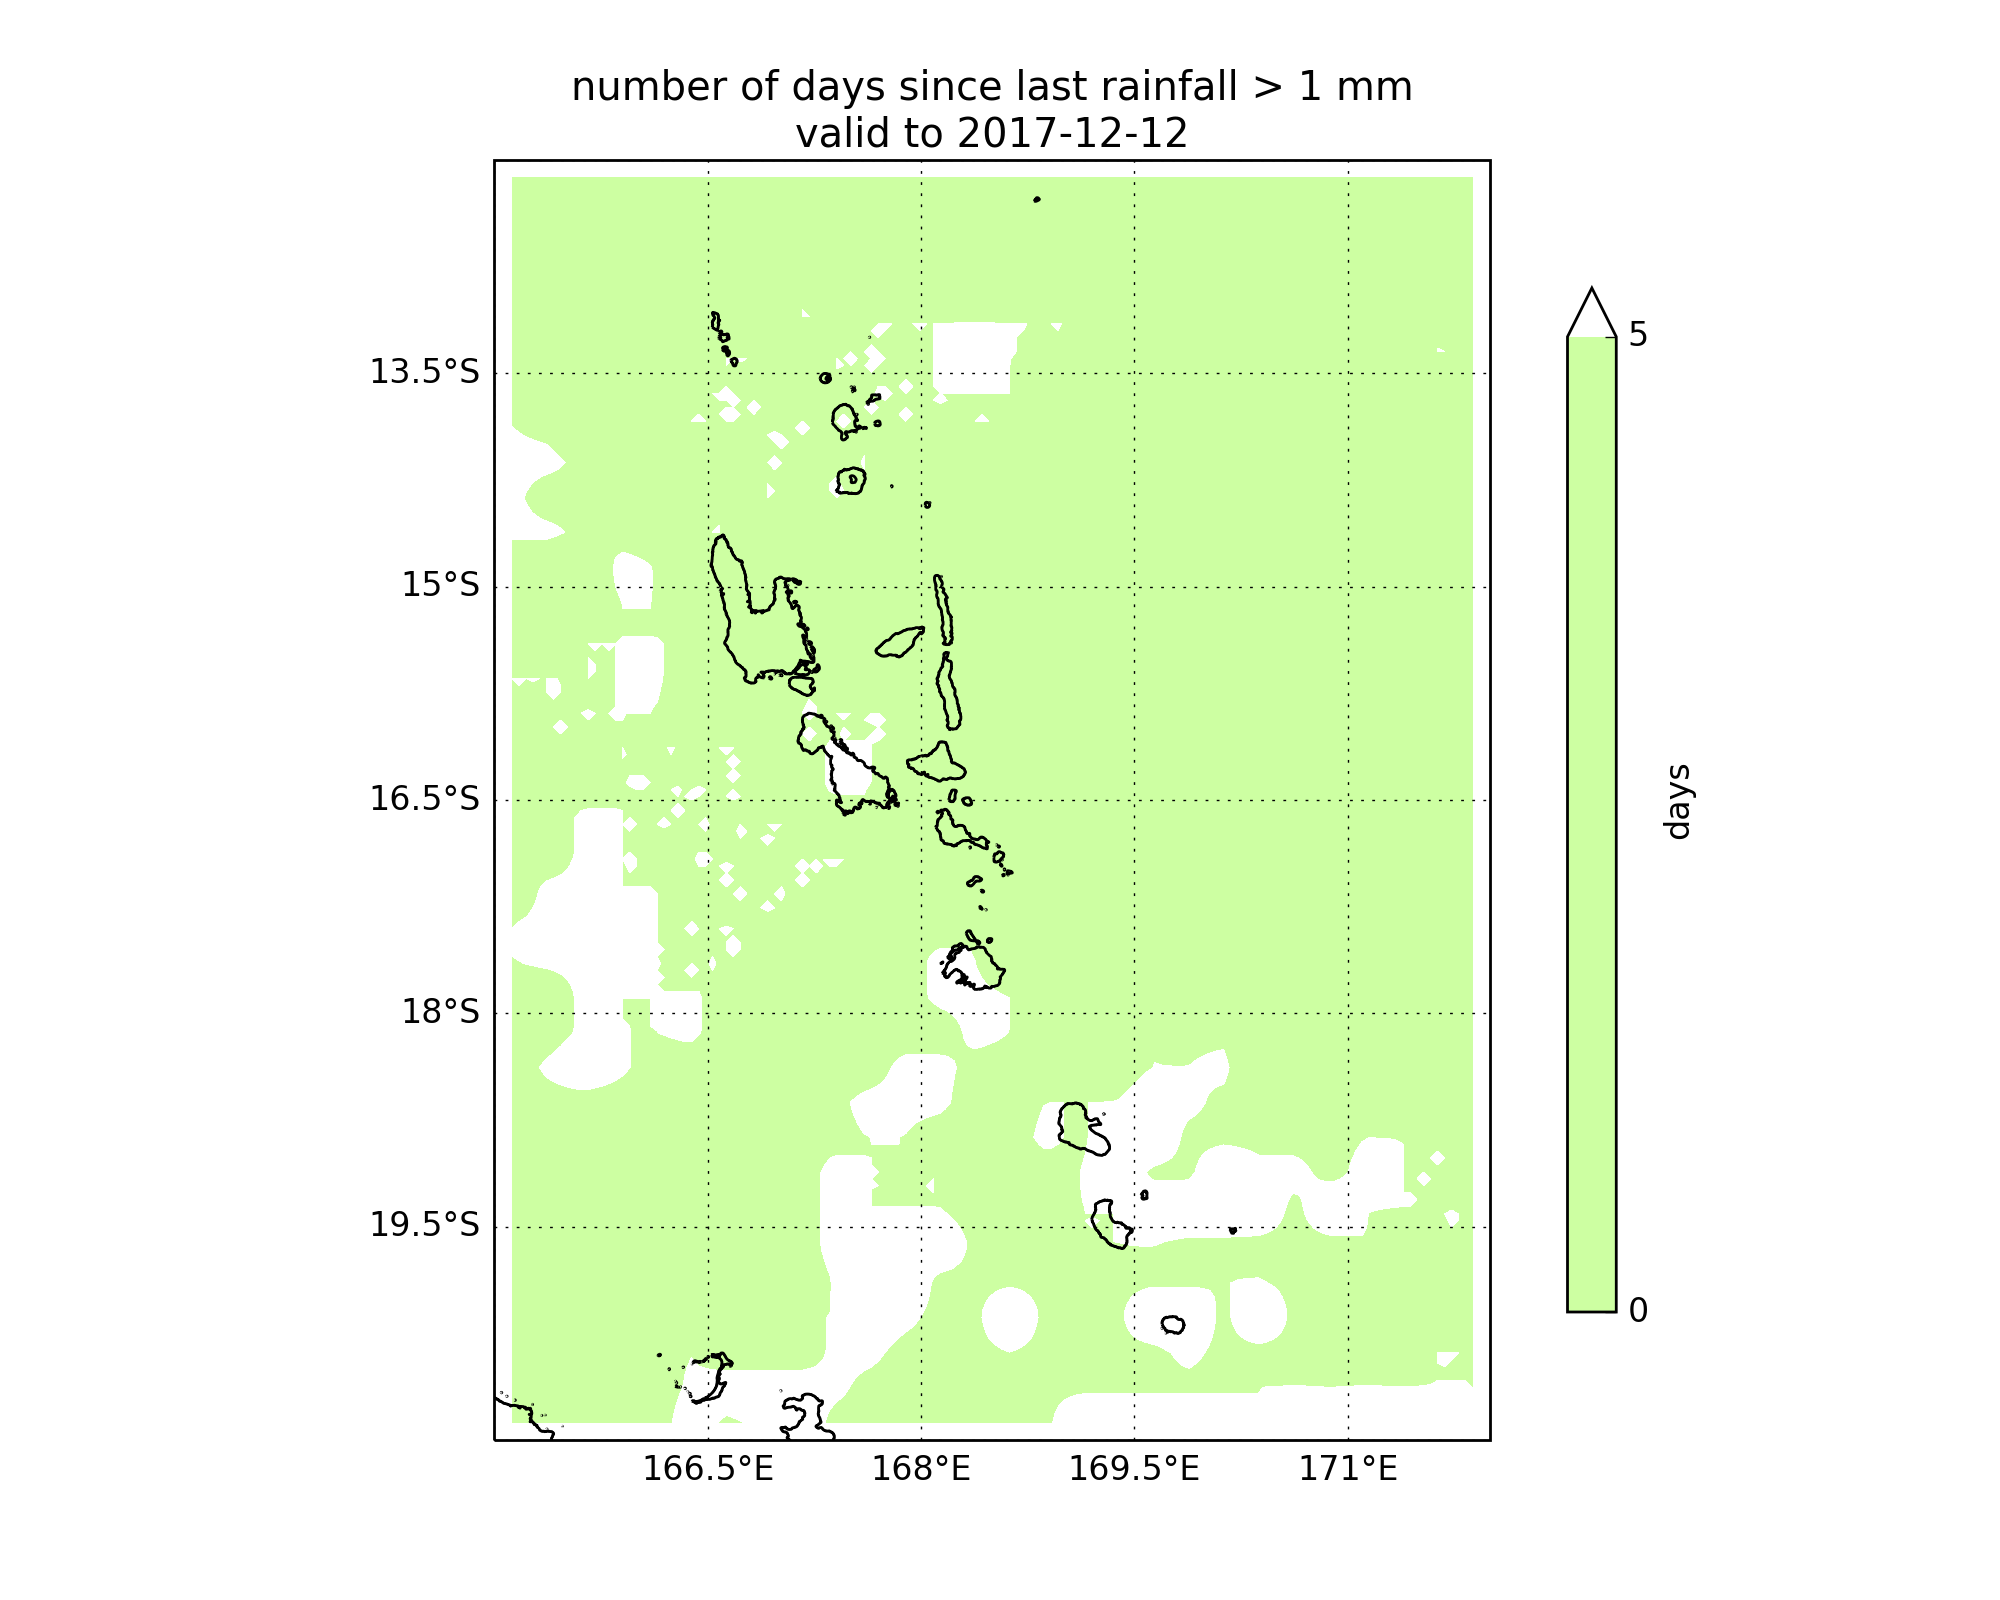 number of days since last rainfall > 1 mm
valid to 2017-12-12
13.5°S
15°S
16.5°S
18°S
19.5°S
166.5°E
168°E
169.5°E
171°E
5
0
days